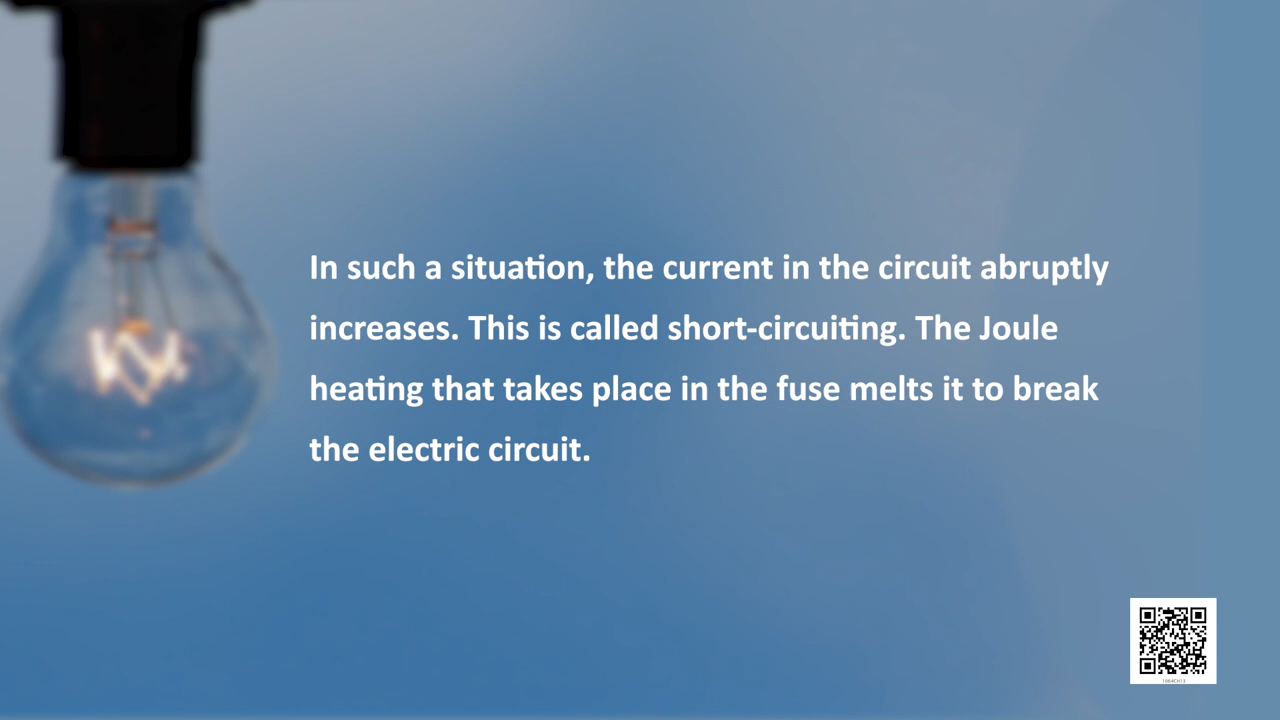 In such a situation, the current in the circuit abruptly
increases. This is called short-circuiting. The Joule
heating that takes place in the fuse melts it to break
the electric circuit.